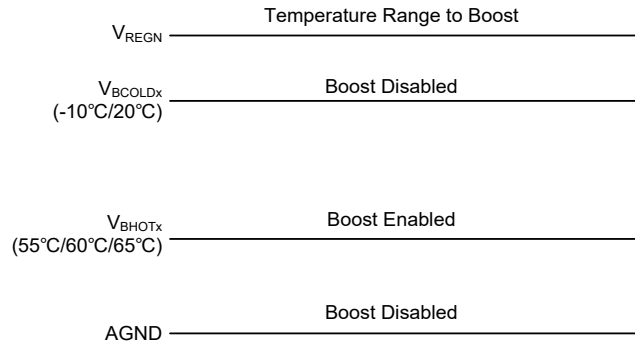 Temperature Range to Boost
VREGN
VBCOLDx
Boost Disabled
(-10℃/20℃)
VBHOTx
Boost Enabled
(55℃/60℃/65℃)
Boost Disabled
AGND